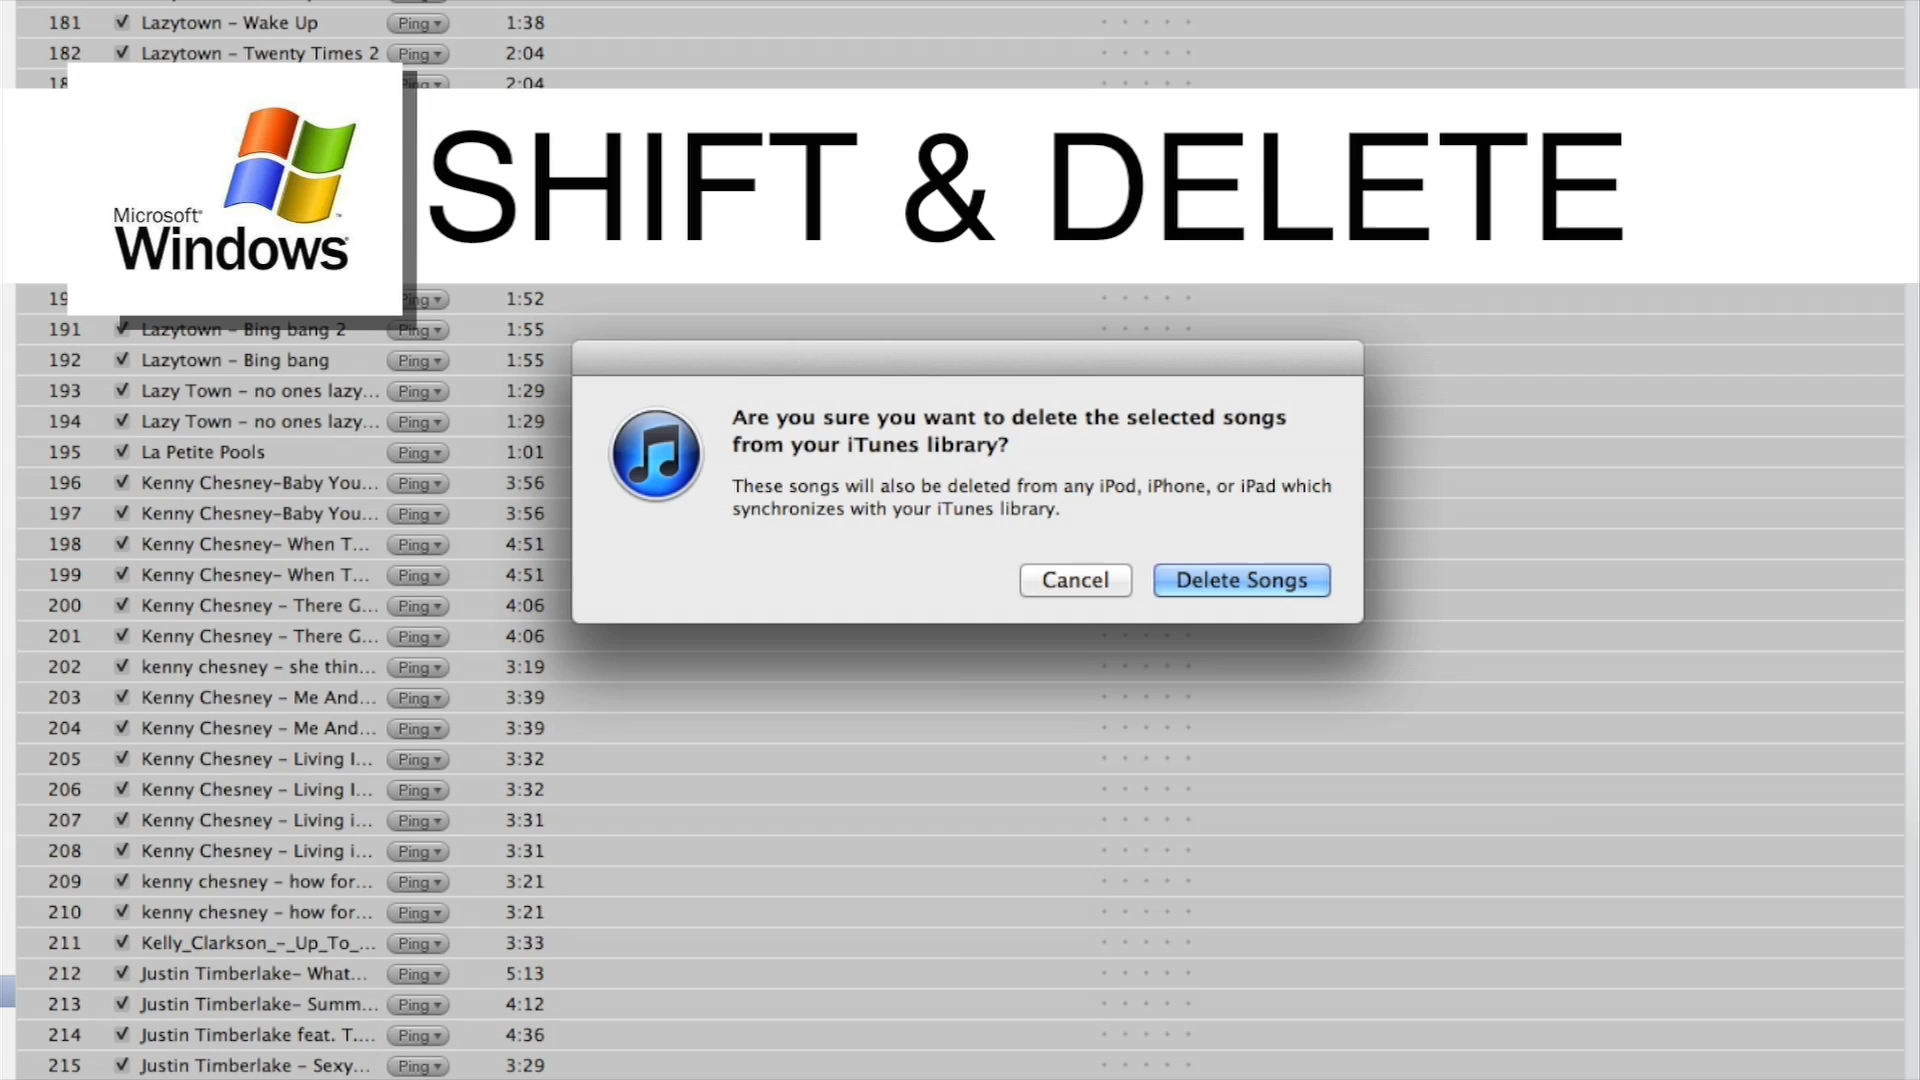 181 Lazytown – Wake Up Ping 1:38
182 Lazytown – Twenty Times 2 Ping 2:04
2:04
Microsoft Windows
SHIFT & DELETE
Ping 1:52
191 Lazytown – Bing bang 2 Ping 1:55
192 Lazytown – Bing bang Ping 1:55
193 Lazy Town – no ones lazy... Ping 1:29
194 Lazy Town – no ones lazy... Ping 1:29
195 La Petite Pools Ping 1:01
196 Kenny Chesney-Baby You... Ping 3:56
197 Kenny Chesney-Baby You... Ping 3:56
198 Kenny Chesney- When T... Ping 4:51
199 Kenny Chesney- When T... Ping 4:51
200 Kenny Chesney – There G... Ping 4:06
201 Kenny Chesney – There G... Ping 4:06
202 kenny chesney – she thin... Ping 3:19
203 Kenny Chesney – Me And... Ping 3:39
204 Kenny Chesney – Me And... Ping 3:39
205 Kenny Chesney – Living I... Ping 3:32
206 Kenny Chesney – Living I... Ping 3:32
207 Kenny Chesney – Living i... Ping 3:31
208 Kenny Chesney – Living i... Ping 3:31
209 kenny chesney – how for... Ping 3:21
210 kenny chesney – how for... Ping 3:21
211 Kelly_Clarkson_-_Up_To_... Ping 3:33
212 Justin Timberlake- What... Ping 5:13
213 Justin Timberlake- Summ... Ping 4:12
214 Justin Timberlake feat. T.... Ping 4:36
215 Justin Timberlake – Sexy... Ping 3:29
Are you sure you want to delete the selected songs
from your iTunes library?
These songs will also be deleted from any iPod, iPhone, or iPad which
synchronizes with your iTunes library.
Cancel Delete Songs